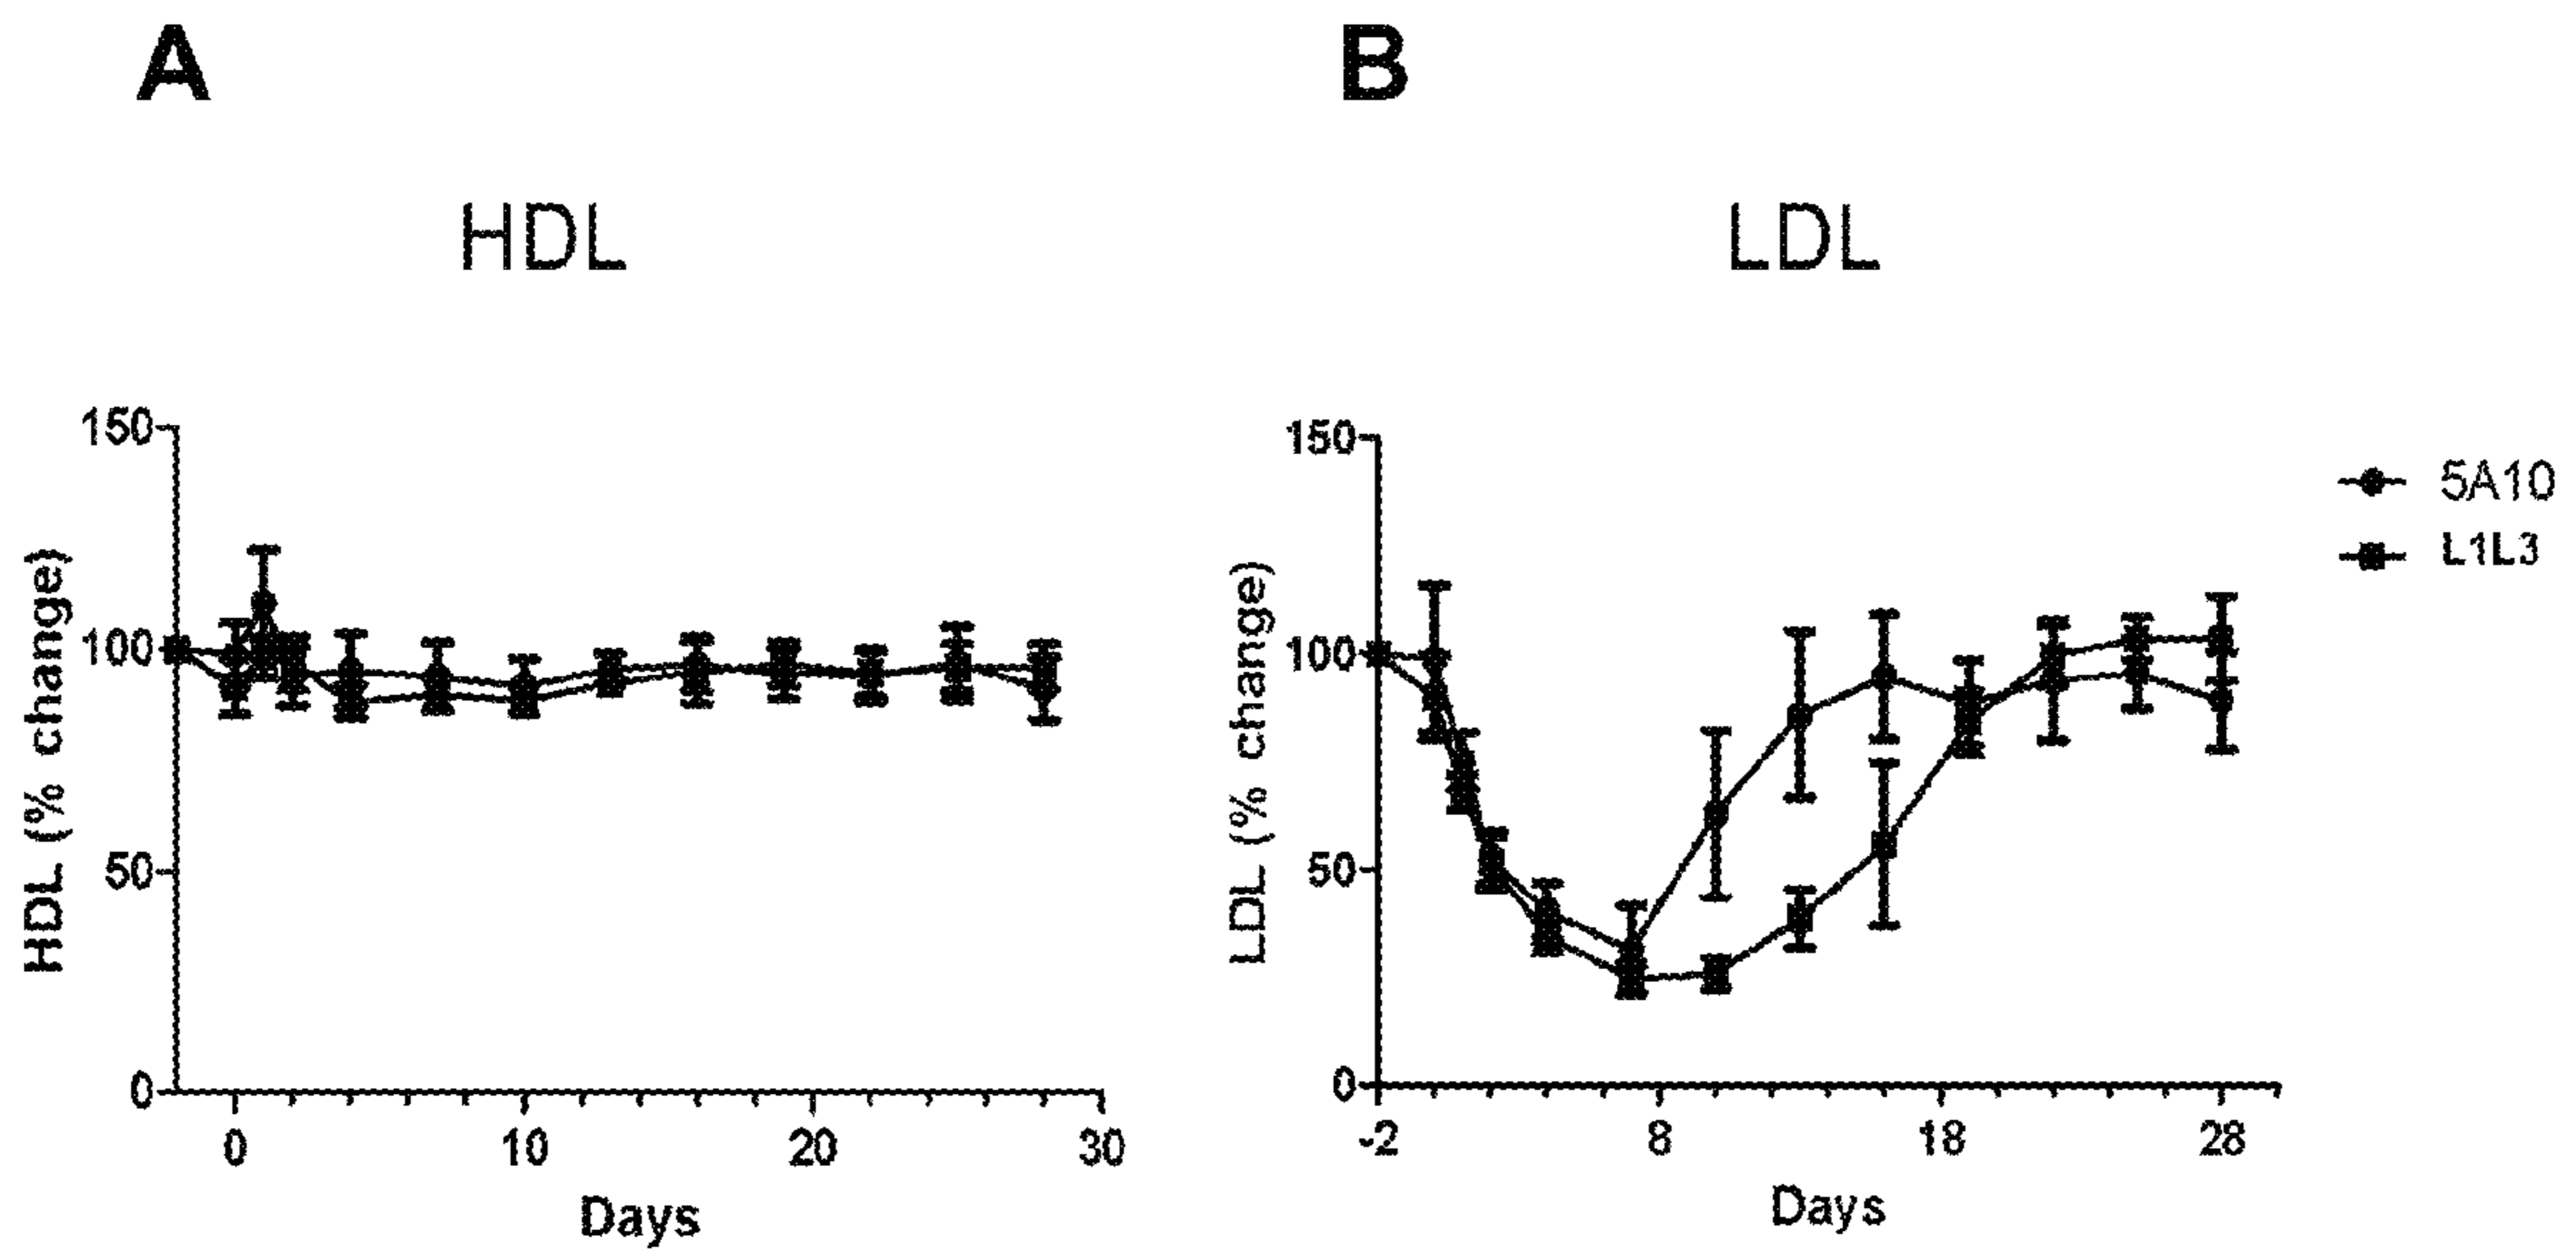 A
HDL
HDL (% change)
150
100
50
0
0 10 20 30
Days
B
LDL
LDL (% change)
150
100
50
0
-2 8 18 28
Days
5A10
L1L3